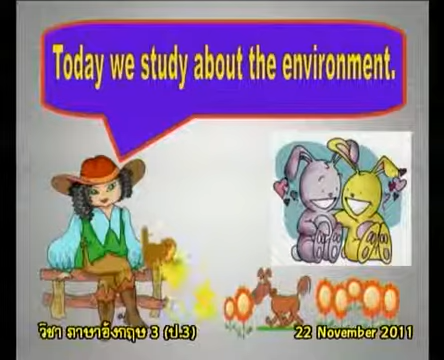 Today we study about the environment.
วิชา ภาษาอังกฤษ 3 (ป.3)
22 November 2011